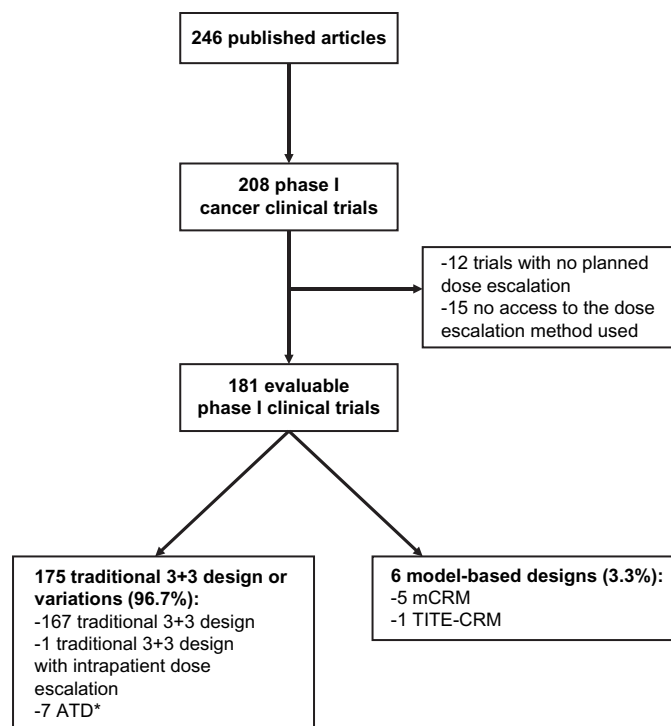 246 published articles
208 phase I
cancer clinical trials
-12 trials with no planned
dose escalation
-15 no access to the dose
escalation method used
181 evaluable
phase I clinical trials
175 traditional 3+3 design or
variations (96.7%):
-167 traditional 3+3 design
-1 traditional 3+3 design
with intrapatient dose
escalation
-7 ATD*
6 model-based designs (3.3%):
-5 mCRM
-1 TITE-CRM